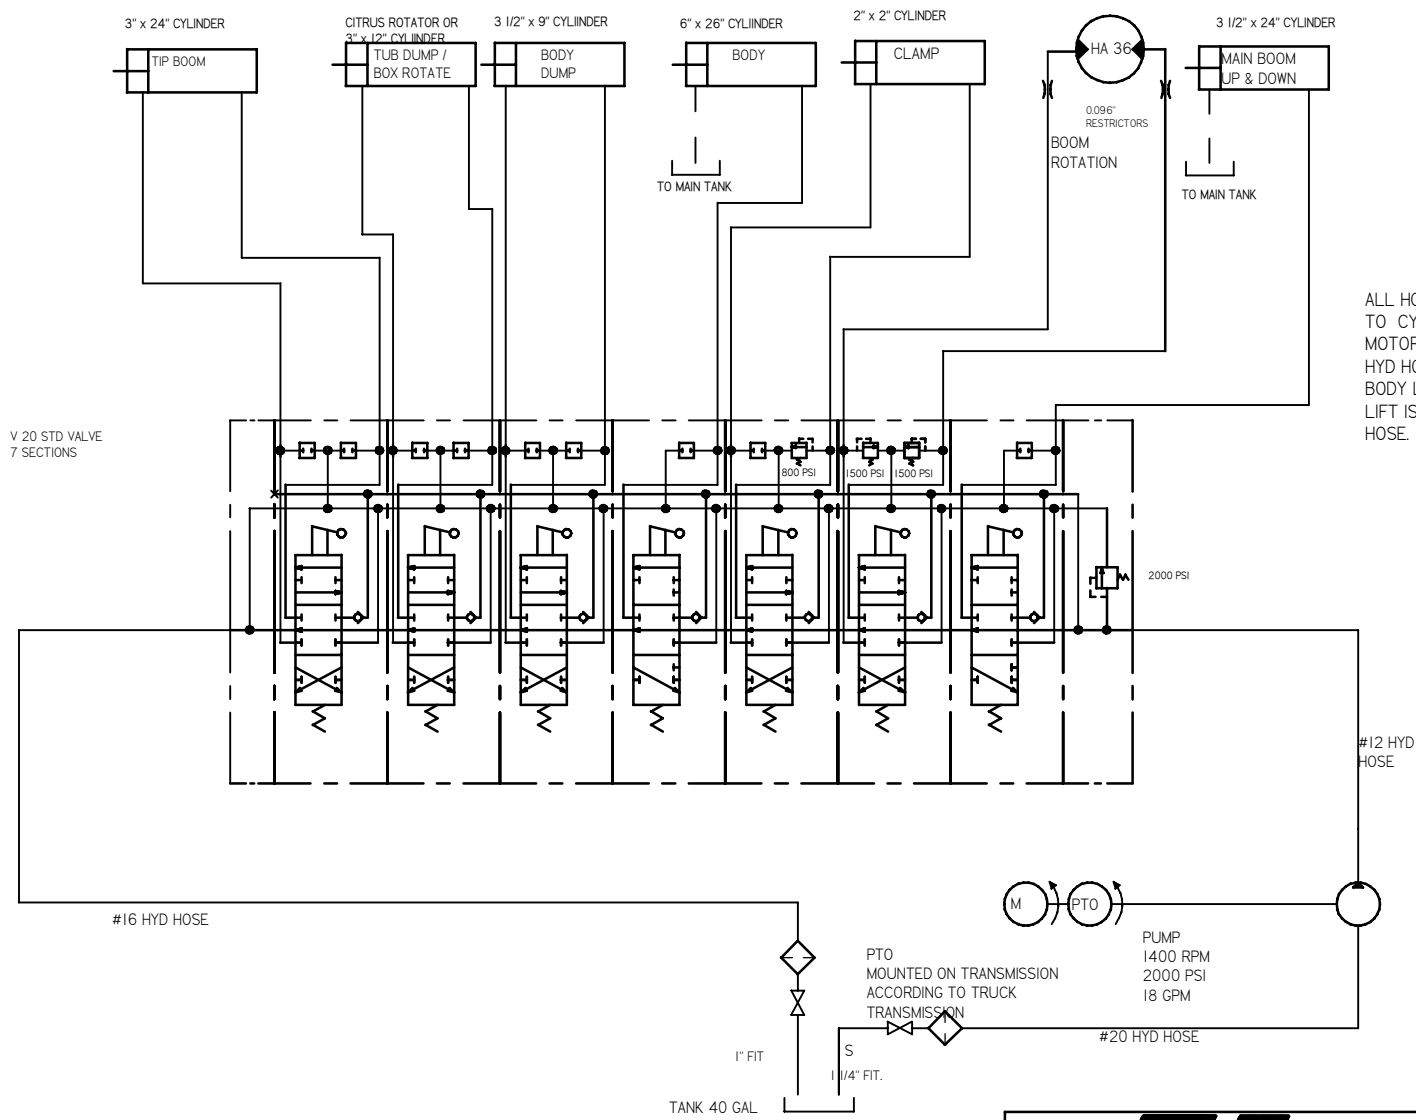 3" x 24" CYLINDER
CITRUS ROTATOR OR
3" x 12" CYLIINDER
3 1/2" x 9" CYLIINDER
6" x 26" CYLINDER
2" x 2" CYLINDER
3 1/2" x 24" CYLINDER
TIP BOOM
TUB DUMP /
BOX ROTATE
BODY
DUMP
BODY
CLAMP
HA 36
MAIN BOOM
UP & DOWN
0.096"
RESTRICTORS
BOOM
ROTATION
TO MAIN TANK
TO MAIN TANK
ALL HO
TO CY
MOTOR
HYD HO
BODY L
LIFT IS
HOSE.
V 20 STD VALVE
7 SECTIONS
800 PSI
1500 PSI
1500 PSI
2000 PSI
#12 HYD
HOSE
#16 HYD HOSE
M
PTO
PUMP
1400 RPM
2000 PSI
18 GPM
PTO
MOUNTED ON TRANSMISSION
ACCORDING TO TRUCK
TRANSMISSION
#20 HYD HOSE
1" FIT
S
1 1/4" FIT.
TANK 40 GAL